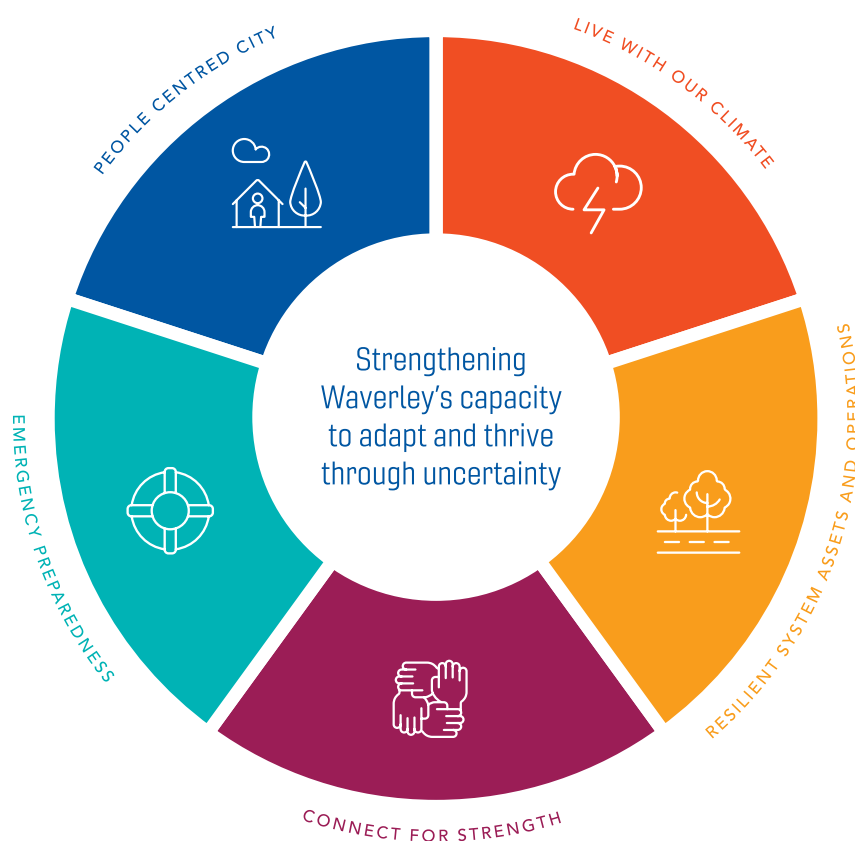 PEOPLE CENTRED CITY
LIVE WITH OUR CLIMATE
RESILIENT SYSTEM ASSETS AND OPERATIONS
CONNECT FOR STRENGTH
EMERGENCY PREPAREDNESS
Strengthening
Waverley's capacity
to adapt and thrive
through uncertainty